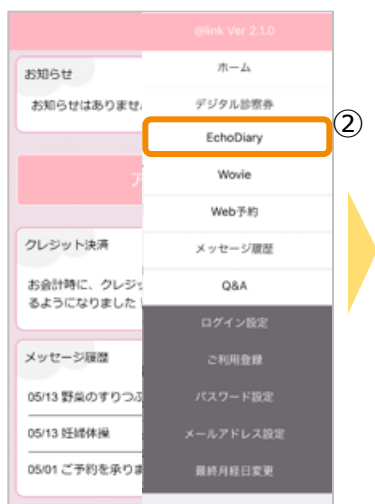 @link Ver 2.1.0
ホーム
デジタル診察券
EchoDiary
②
Wovie
Web予約
メッセージ履歴
Q&A
ログイン設定
ご利用登録
パスワード設定
メールアドレス設定
最終月経日変更
お知らせ
お知らせはありませ
クレジット決済
お会計時に、クレジッ
るようになりました
メッセージ履歴
05/13 野菜のすりつぶ
05/13 妊婦体操
05/01 ご予約を承りま